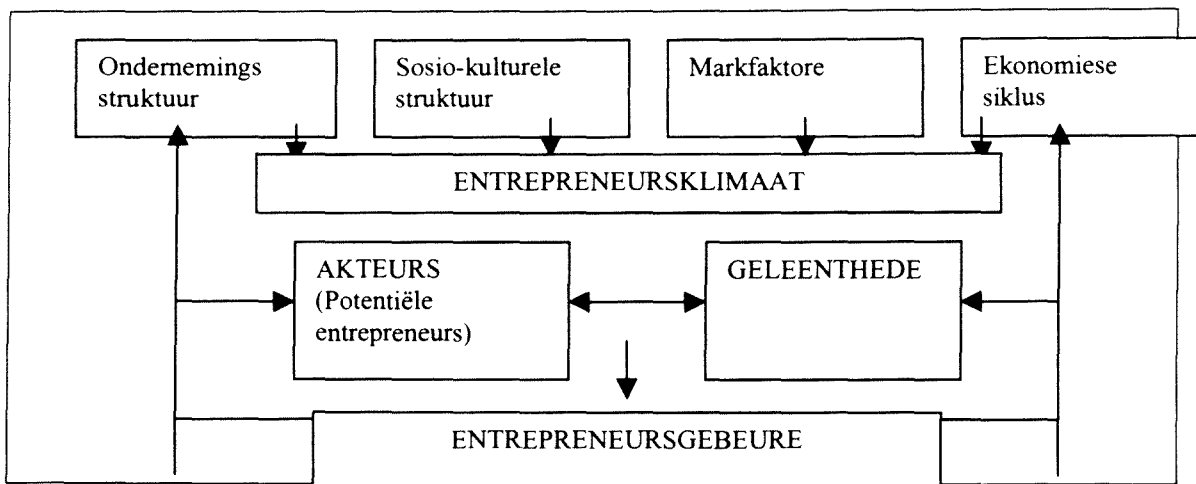 Ondernemings
struktuur
Sosio-kulturele
struktuur
Markfaktore
Ekonomiese
siklus
ENTREPRENEURSKLIMAAT
AKTEURS
(Potentiële
entrepreneurs)
GELEENTHEDE
ENTREPRENEURSGEBEURE